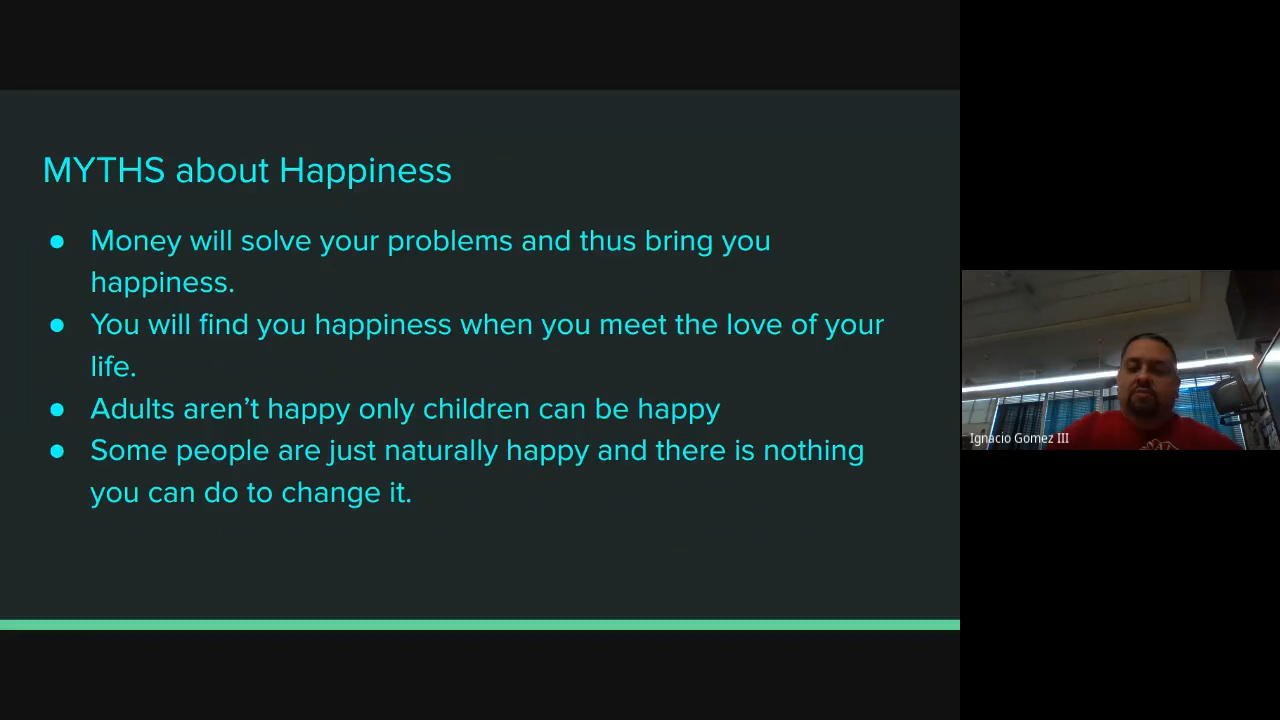 MYTHS about Happiness
● Money will solve your problems and thus bring you
happiness.
● You will find you happiness when you meet the love of your
life.
● Adults aren’t happy only children can be happy
● Some people are just naturally happy and there is nothing
you can do to change it.
Ignacio Gomez III